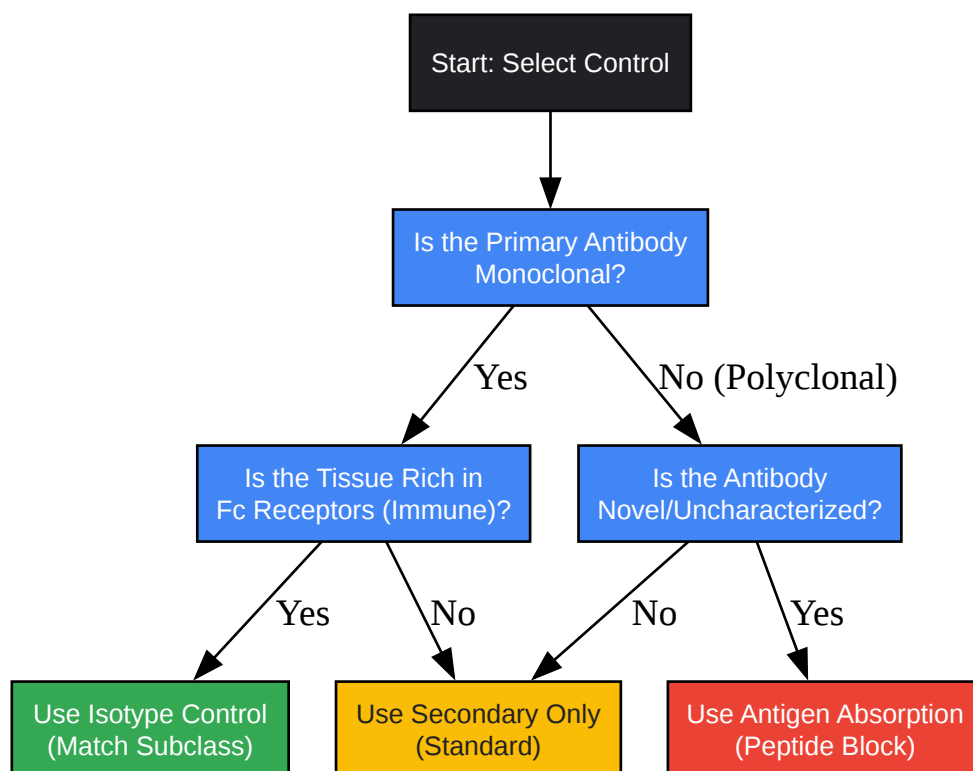 Start: Select Control
Is the Primary Antibody
Monoclonal?
Yes
No (Polyclonal)
Is the Tissue Rich in
Fc Receptors (Immune)?
Is the Antibody
Novel/Uncharacterized?
Yes
No
No
Yes
Use Isotype Control
(Match Subclass)
Use Secondary Only
(Standard)
Use Antigen Absorption
(Peptide Block)